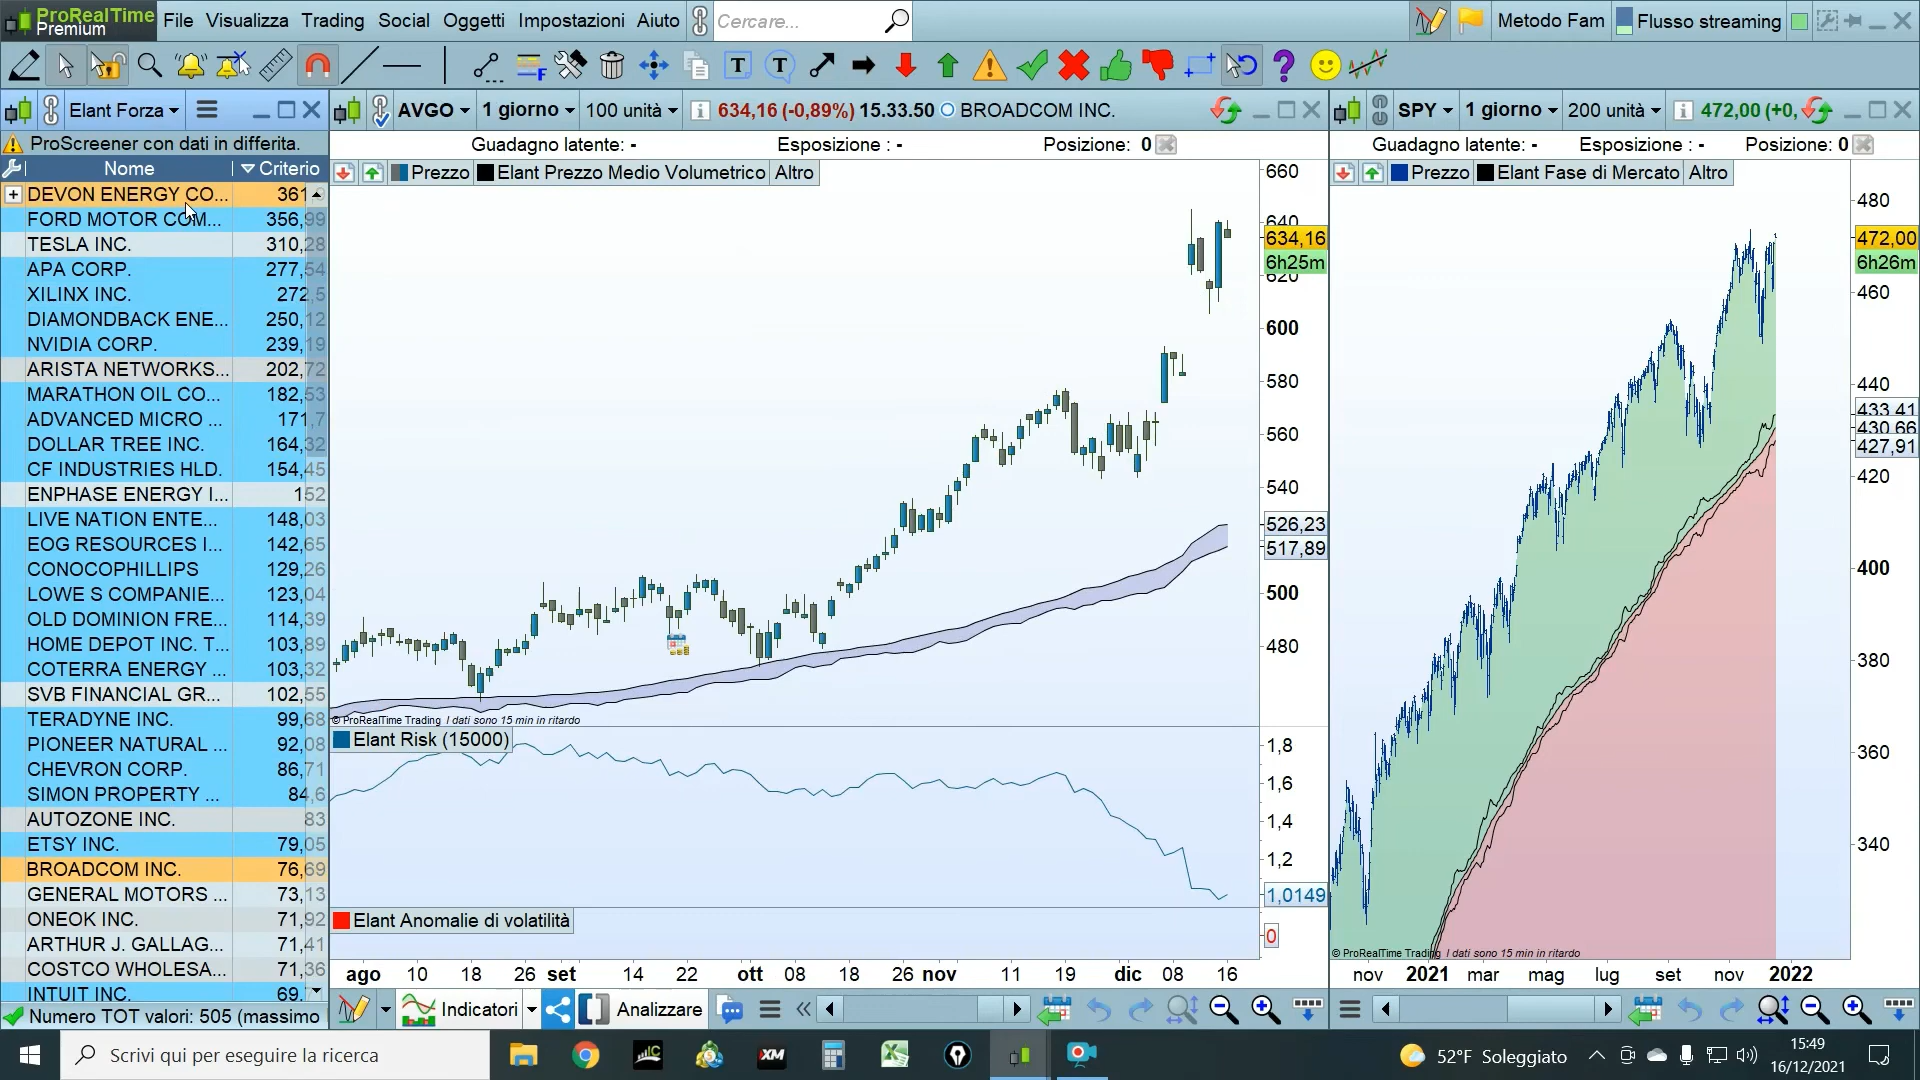 ProRealTime
Premium
File Visualizza Trading Social Oggetti Impostazioni Aiuto Cercare...
Metodo Fam Flusso streaming
Elant Forza
AVGO 1 giorno 100 unità 634,16 (-0,89%) 15.33.50 BROADCOM INC.
SPY 1 giorno 200 unità 472,00 (+0,
ProScreener con dati in differita.
Nome Criterio
DEVON ENERGY CO... 361
FORD MOTOR COM... 356,99
TESLA INC. 310,28
APA CORP. 277,54
XILINX INC. 272,5
DIAMONDBACK ENE... 250,12
NVIDIA CORP. 239,19
ARISTA NETWORKS... 202,72
MARATHON OIL CO... 182,53
ADVANCED MICRO ... 171,7
DOLLAR TREE INC. 164,32
CF INDUSTRIES HLD. 154,45
ENPHASE ENERGY I... 152
LIVE NATION ENTE... 148,03
EOG RESOURCES I... 142,65
CONOCOPHILLIPS 129,26
LOWE S COMPANIE... 123,04
OLD DOMINION FRE... 114,39
HOME DEPOT INC. T... 103,89
COTERRA ENERGY ... 103,32
SVB FINANCIAL GR... 102,55
TERADYNE INC. 99,68
PIONEER NATURAL ... 92,08
CHEVRON CORP. 86,71
SIMON PROPERTY ... 84,6
AUTOZONE INC. 83
ETSY INC. 79,05
BROADCOM INC. 76,69
GENERAL MOTORS ... 73,13
ONEOK INC. 71,92
ARTHUR J. GALLAG... 71,41
COSTCO WHOLESA... 71,36
INTUIT INC. 69,
Numero TOT valori: 505 (massimo
Guadagno latente: - Esposizione : - Posizione: 0
Prezzo Elant Prezzo Medio Volumetrico Altro
660
640
634,16
6h25m
620
600
580
560
540
526,23
517,89
500
480
© ProRealTime Trading I dati sono 15 min in ritardo
Elant Risk (15000)
1,8
1,6
1,4
1,2
1,0149
Elant Anomalie di volatilità
0
ago 10 18 26 set 14 22 ott 08 18 26 nov 11 19 dic 08 16
Indicatori Analizzare
Guadagno latente: - Esposizione : - Posizione: 0
Prezzo Elant Fase di Mercato Altro
480
472,00
6h26m
460
440
433,41
430,66
427,91
420
400
380
360
340
© ProRealTime Trading I dati sono 15 min in ritardo
nov 2021 mar mag lug set nov 2022
Scrivi qui per eseguire la ricerca
XM
52°F Soleggiato
15:49
16/12/2021